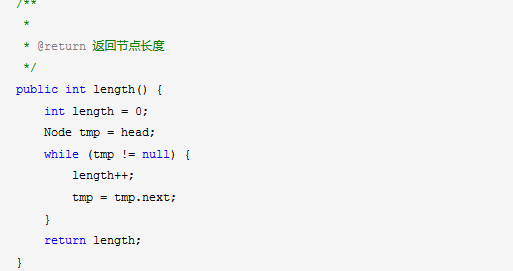 /**
 *
 * @return 返回节点长度
 */
public int length() {
    int length = 0;
    Node tmp = head;
    while (tmp != null) {
        length++;
        tmp = tmp.next;
    }
    return length;
}